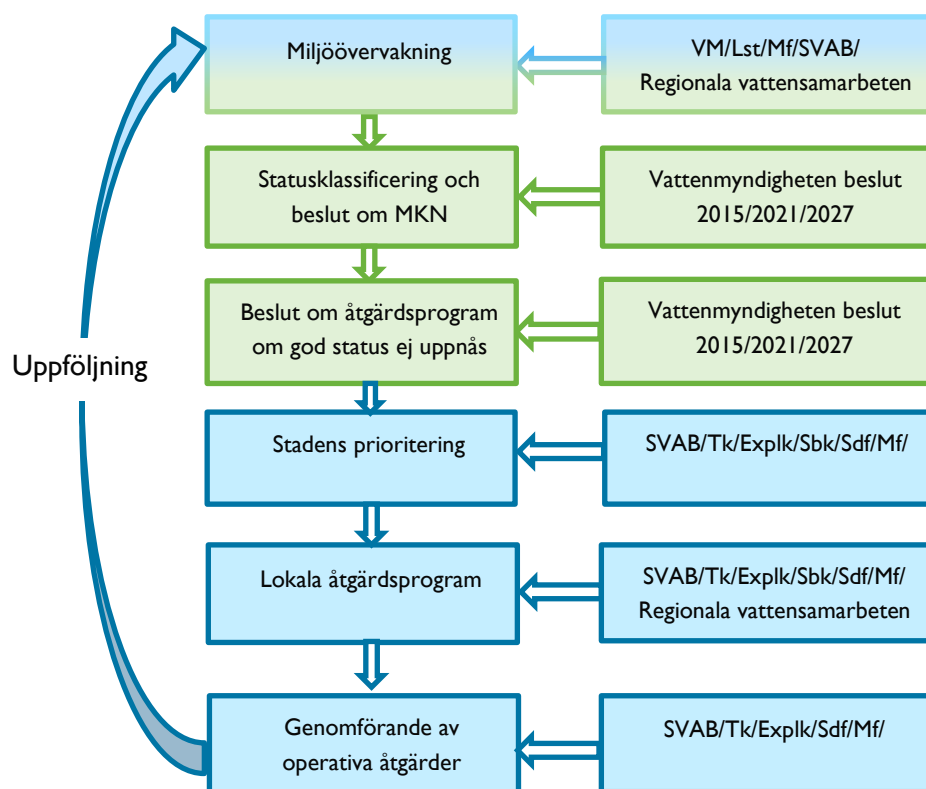 Miljöövervakning
VM/Lst/Mf/SVAB/
Regionala vattensamarbeten
Statusklassificering och
beslut om MKN
Vattenmyndigheten beslut
2015/2021/2027
Beslut om åtgärdsprogram
om god status ej uppnås
Vattenmyndigheten beslut
2015/2021/2027
Uppföljning
Stadens prioritering
SVAB/Tk/Explk/Sbk/Sdf/Mf/
Lokala åtgärdsprogram
SVAB/Tk/Explk/Sbk/Sdf/Mf/
Regionala vattensamarbeten
Genomförande av
operativa åtgärder
SVAB/Tk/Explk/Sdf/Mf/